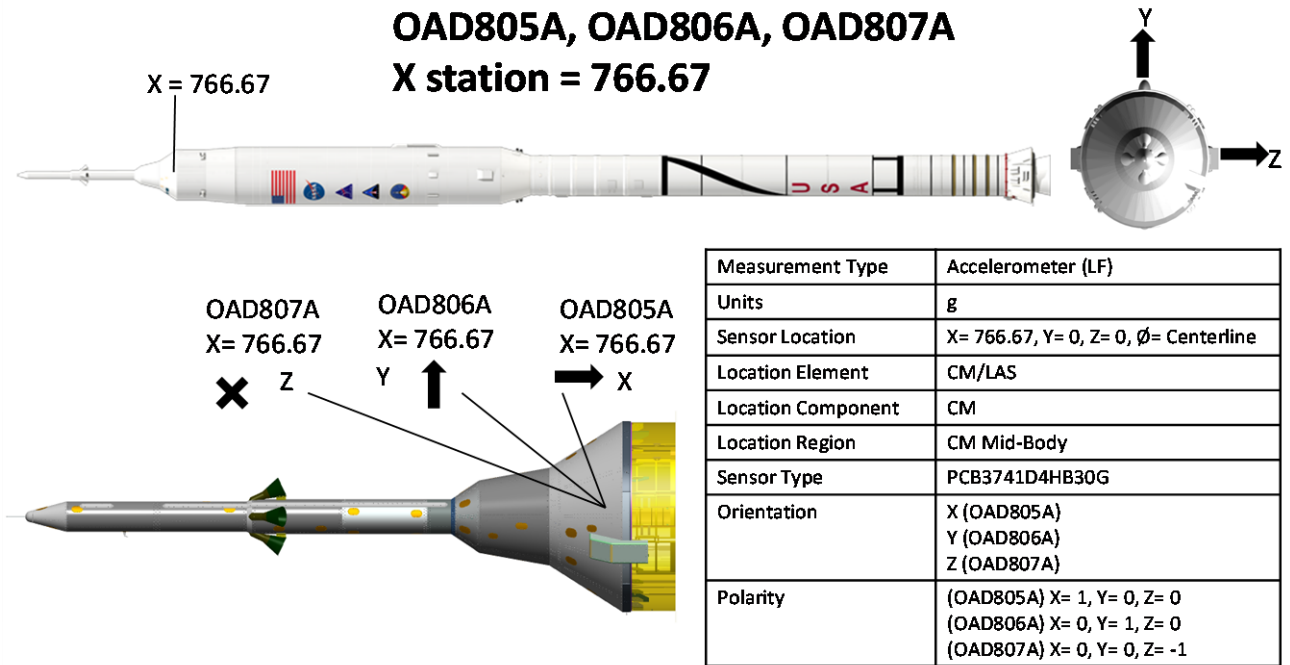 OAD805A, OAD806A, OAD807A
X station = 766.67
X = 766.67
Y
Z
USA
OAD807A
X= 766.67
Z
OAD806A
X= 766.67
Y
OAD805A
X= 766.67
X
Measurement Type Accelerometer (LF)
Units g
Sensor Location X= 766.67, Y= 0, Z= 0, Ø= Centerline
Location Element CM/LAS
Location Component CM
Location Region CM Mid-Body
Sensor Type PCB3741D4HB30G
Orientation X (OAD805A)
Y (OAD806A)
Z (OAD807A)
Polarity (OAD805A) X= 1, Y= 0, Z= 0
(OAD806A) X= 0, Y= 1, Z= 0
(OAD807A) X= 0, Y= 0, Z= -1